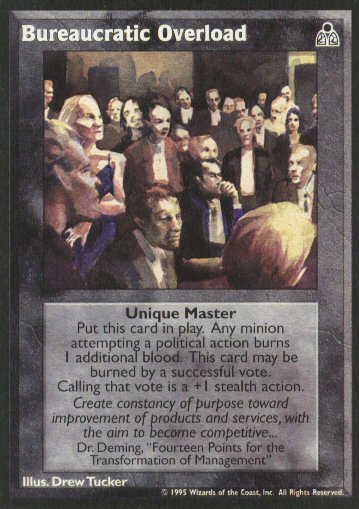 Bureaucratic Overload
Unique Master
Put this card in play. Any minion
attempting a political action burns
1 additional blood. This card may be
burned by a successful vote.
Calling that vote is a +1 stealth action.
Create constancy of purpose toward
improvement of products and services, with
the aim to become competitive...
Dr. Deming, "Fourteen Points for the
Transformation of Management"
Illus. Drew Tucker
© 1995 Wizards of the Coast, Inc. All Rights Reserved.